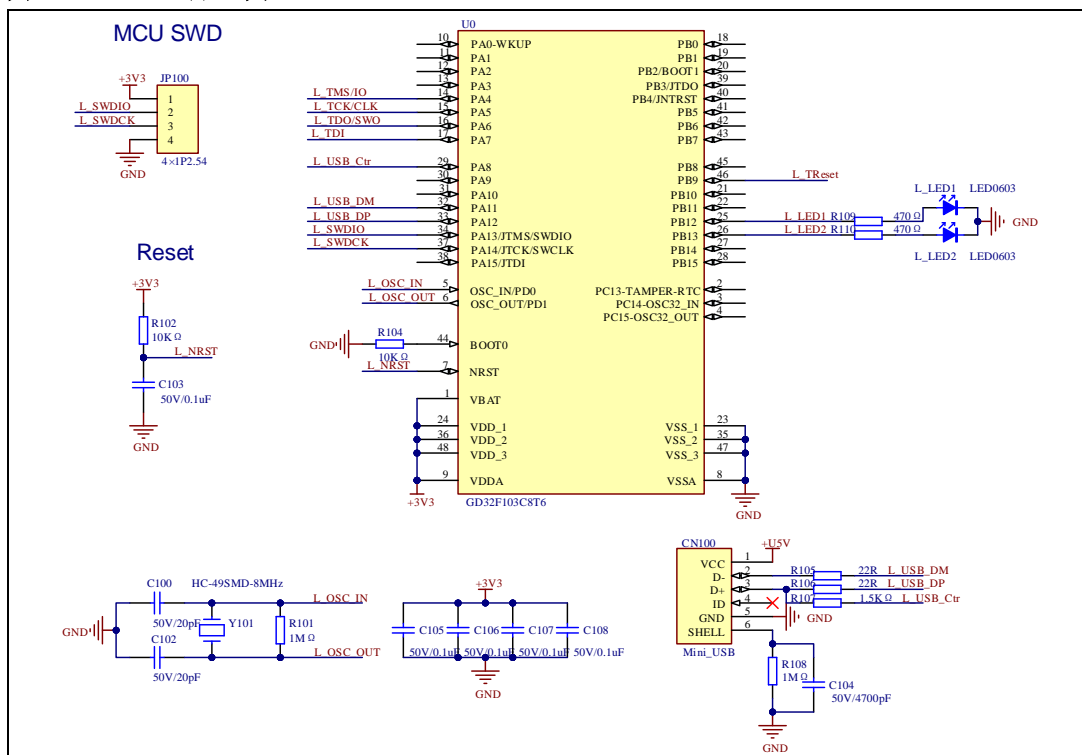 MCU SWD
+3V3
JP100
1
L_SWDIO 2
L_SWDCK 3
4
GND
4×1P2.54
Reset
+3V3
R102
10KΩ
L_NRST
C103
50V/0.1uF
GND
U0
10 PA0-WKUP PB0 18
11 PA1 PB1 19
12 PA2 PB2/BOOT1 20
13 PA3 PB3/JTDO 39
L_TMS/IO 14 PA4 PB4/JNTRST 40
L_TCK/CLK 15 PA5 PB5 41
L_TDO/SWO 16 PA6 PB6 42
L_TDI 17 PA7 PB7 43
L_USB_Ctr 29 PA8 PB8 45
30 PA9 PB9 46 L_TReset
31 PA10 PB10 21
L_USB_DM 32 PA11 PB11 22
L_USB_DP 33 PA12 PB12 25 L_LED1 R109 470Ω
L_SWDIO 34 PA13/JTMS/SWDIO PB13 26 L_LED2 R110 470Ω
L_SWDCK 37 PA14/JTCK/SWCLK PB14 27
38 PA15/JTDI PB15 28
L_LED1 LED0603
GND
L_LED2 LED0603
L_OSC_IN 5 OSC_IN/PD0 PC13-TAMPER-RTC 2
L_OSC_OUT 6 OSC_OUT/PD1 PC14-OSC32_IN 3
PC15-OSC32_OUT 4
R104
GND 44 BOOT0
10KΩ
L_NRST 7 NRST
1 VBAT
24 VDD_1 VSS_1 23
36 VDD_2 VSS_2 35
48 VDD_3 VSS_3 47
9 VDDA VSSA 8
+3V3
GD32F103C8T6
GND
C100 HC-49SMD-8MHz
L_OSC_IN
50V/20pF
GND
Y101
R101
1MΩ
C102
L_OSC_OUT
50V/20pF
+3V3
C105 C106 C107 C108
50V/0.1uF 50V/0.1uF 50V/0.1uF 50V/0.1uF
GND
CN100
+U5V
VCC 1
D- 2 R105 22R L_USB_DM
D+ 3 R106 22R L_USB_DP
ID 4 R107 1.5KΩ L_USB_Ctr
GND 5 GND
SHELL 6
Mini_USB
R108
1MΩ
C104
50V/4700pF
GND